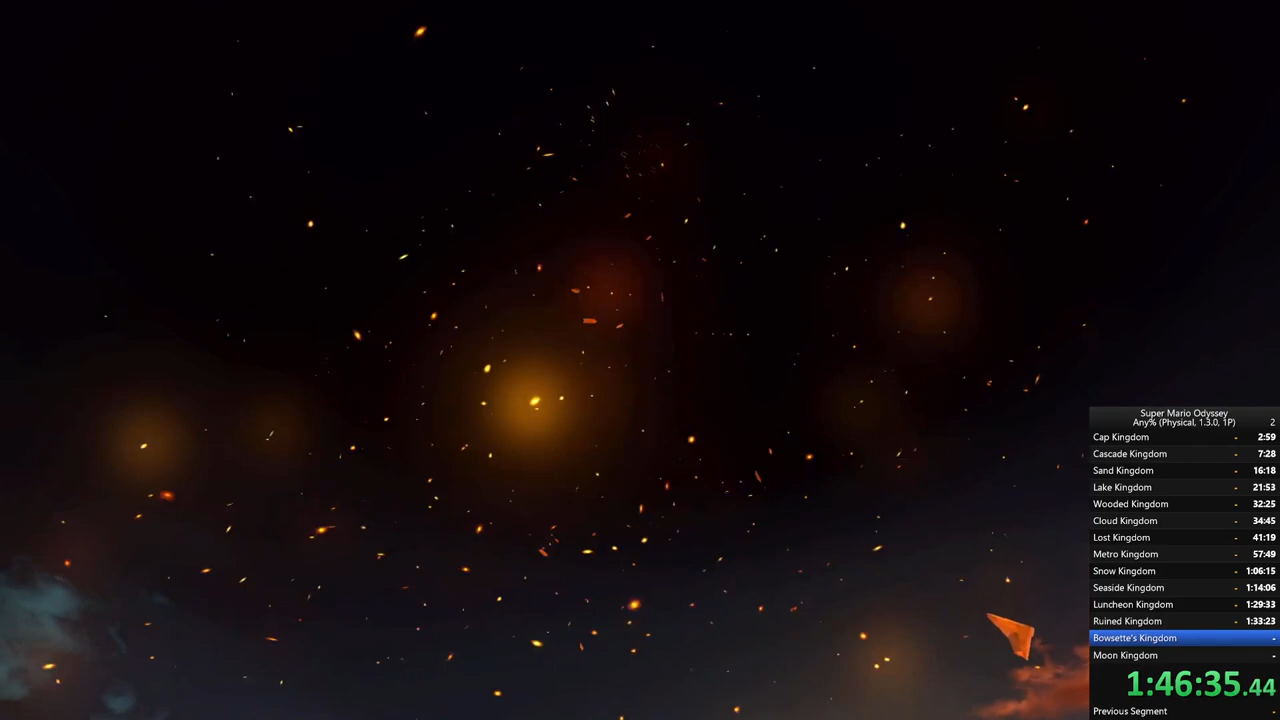 Super Mario Odyssey
Any% (Physical, 1.3.0, 1P) 2
Cap Kingdom - 2:59
Cascade Kingdom - 7:28
Sand Kingdom - 16:18
Lake Kingdom - 21:53
Wooded Kingdom - 32:25
Cloud Kingdom - 34:45
Lost Kingdom - 41:19
Metro Kingdom - 57:49
Snow Kingdom - 1:06:15
Seaside Kingdom - 1:14:06
Luncheon Kingdom - 1:29:33
Ruined Kingdom - 1:33:23
Bowsette's Kingdom -
Moon Kingdom -
1:46:35.44
Previous Segment -